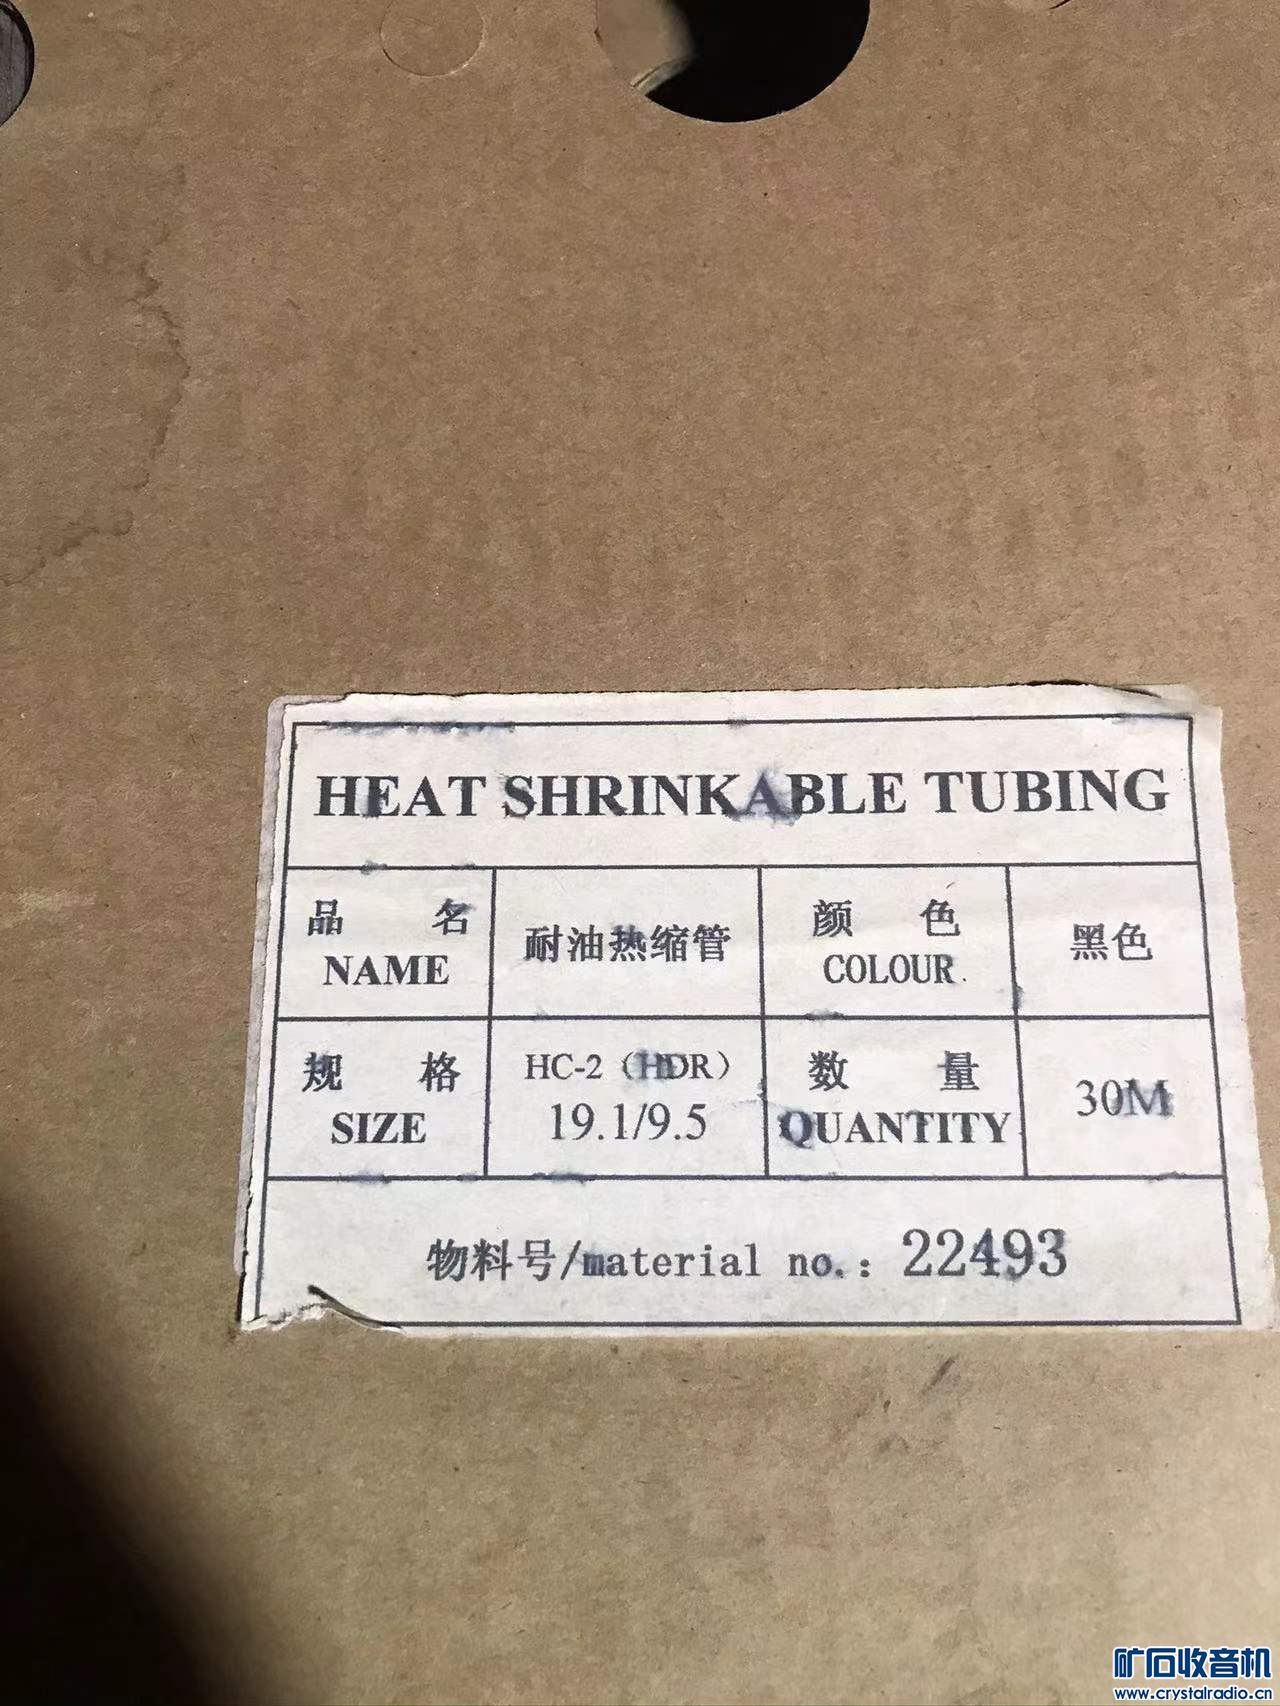 HEAT SHRINKABLE TUBING
品 名
NAME
耐油热缩管
颜 色
COLOUR
黑色
规 格
SIZE
HC-2（HDR）
19.1/9.5
数 量
QUANTITY
30M
物料号/material no.：22493
矿石收音机
www.crystalradio.cn